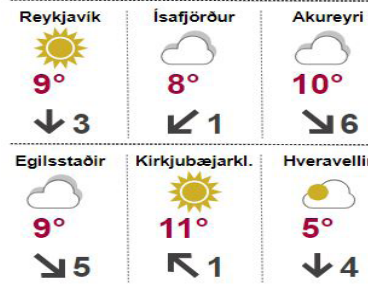 Reykjavík Ísafjörður Akureyri
9° 8° 10°
3 1 6
Egilsstaðir Kirkjubæjarkl. Hveravellir
9° 11° 5°
5 1 4